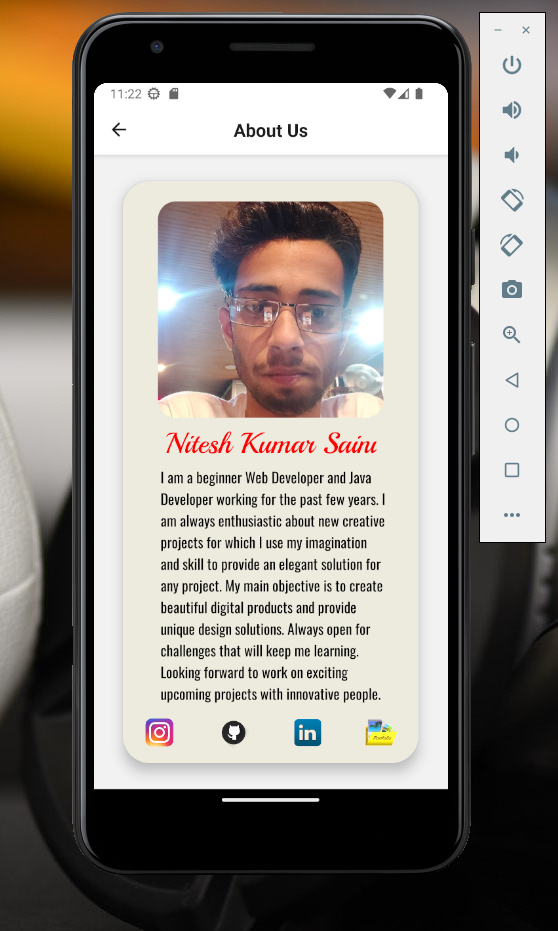 11:22
About Us
Nitesh Kumar Saini
I am a beginner Web Developer and Java
Developer working for the past few years. I
am always enthusiastic about new creative
projects for which I use my imagination
and skill to provide an elegant solution for
any project. My main objective is to create
beautiful digital products and provide
unique design solutions. Always open for
challenges that will keep me learning.
Looking forward to work on exciting
upcoming projects with innovative people.
in